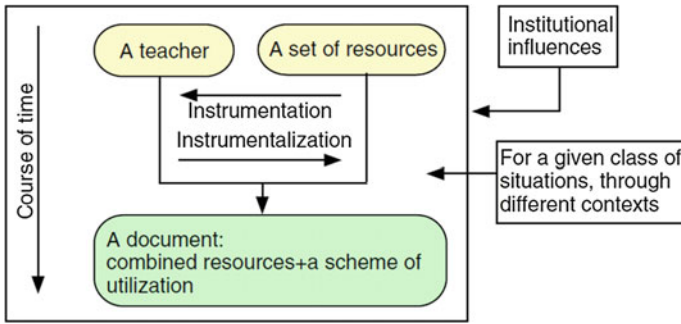 A teacher
A set of resources
Institutional
influences
Instrumentation
Instrumentalization
Course of time
For a given class of
situations, through
different contexts
A document:
combined resources+a scheme of
utilization